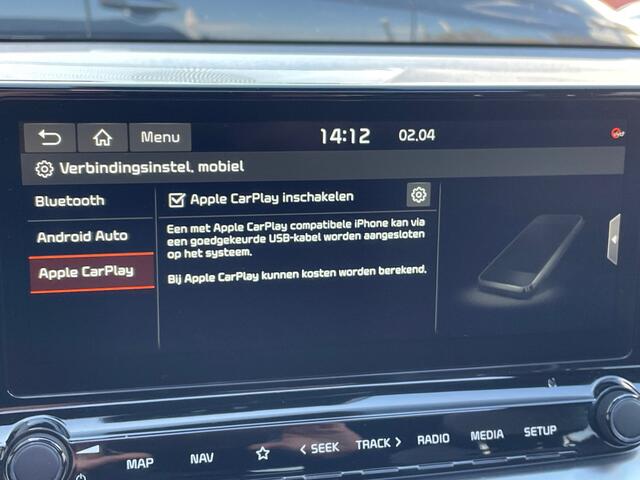 Menu
14:12
02.04
Verbindingsinstel. mobiel
Bluetooth
Android Auto
Apple CarPlay
Apple CarPlay inschakelen
Een met Apple CarPlay compatibele iPhone kan via
een goedgekeurde USB-kabel worden aangesloten
op het systeem.
Bij Apple CarPlay kunnen kosten worden berekend.
MAP
NAV
SEEK
TRACK
RADIO
MEDIA
SETUP